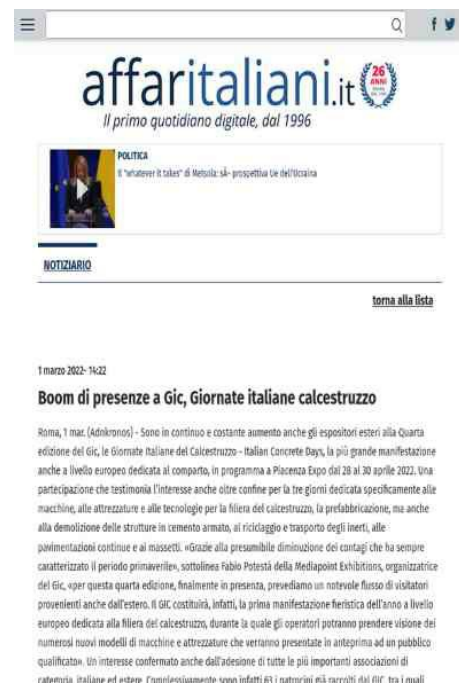 affaritaliani.it
26
ANNI
Il primo quotidiano digitale, dal 1996
POLITICA
Il "whatever it takes" di Metsola: sÂ- prospettiva Ue dell'Ucraina
NOTIZIARIO
torna alla lista
1 marzo 2022- 14:22
Boom di presenze a Gic, Giornate italiane calcestruzzo
Roma, 1 mar. (Adnkronos) - Sono in continuo e costante aumento anche gli espositori esteri alla Quarta
edizione del Gic, le Giornate Italiane del Calcestruzzo - Italian Concrete Days, la più grande manifestazione
anche a livello europeo dedicata al comparto, in programma a Piacenza Expo dal 28 al 30 aprile 2022. Una
partecipazione che testimonia l'interesse anche oltre confine per la tre giorni dedicata specificamente alle
macchine, alle attrezzature e alle tecnologie per la filiera del calcestruzzo, la prefabbricazione, ma anche
alla demolizione delle strutture in cemento armato, al riciclaggio e trasporto degli inerti, alle
pavimentazioni continue e ai massetti. «Grazie alla presumibile diminuzione dei contagi che ha sempre
caratterizzato il periodo primaverile», sottolinea Fabio Potestà della Mediapoint Exhibitions, organizzatrice
del Gic, «per questa quarta edizione, finalmente in presenza, prevediamo un notevole flusso di visitatori
provenienti anche dall'estero. Il GIC costituirà, infatti, la prima manifestazione fieristica dell'anno a livello
europeo dedicata alla filiera del calcestruzzo, durante la quale gli operatori potranno prendere visione dei
numerosi nuovi modelli di macchine e attrezzature che verranno presentate in anteprima ad un pubblico
qualificato». Un interesse confermato anche dall'adesione di tutte le più importanti associazioni di
categoria, italiane ed estere. Complessivamente sono infatti 63 i patrocini già raccolti dal GIC, tra i quali